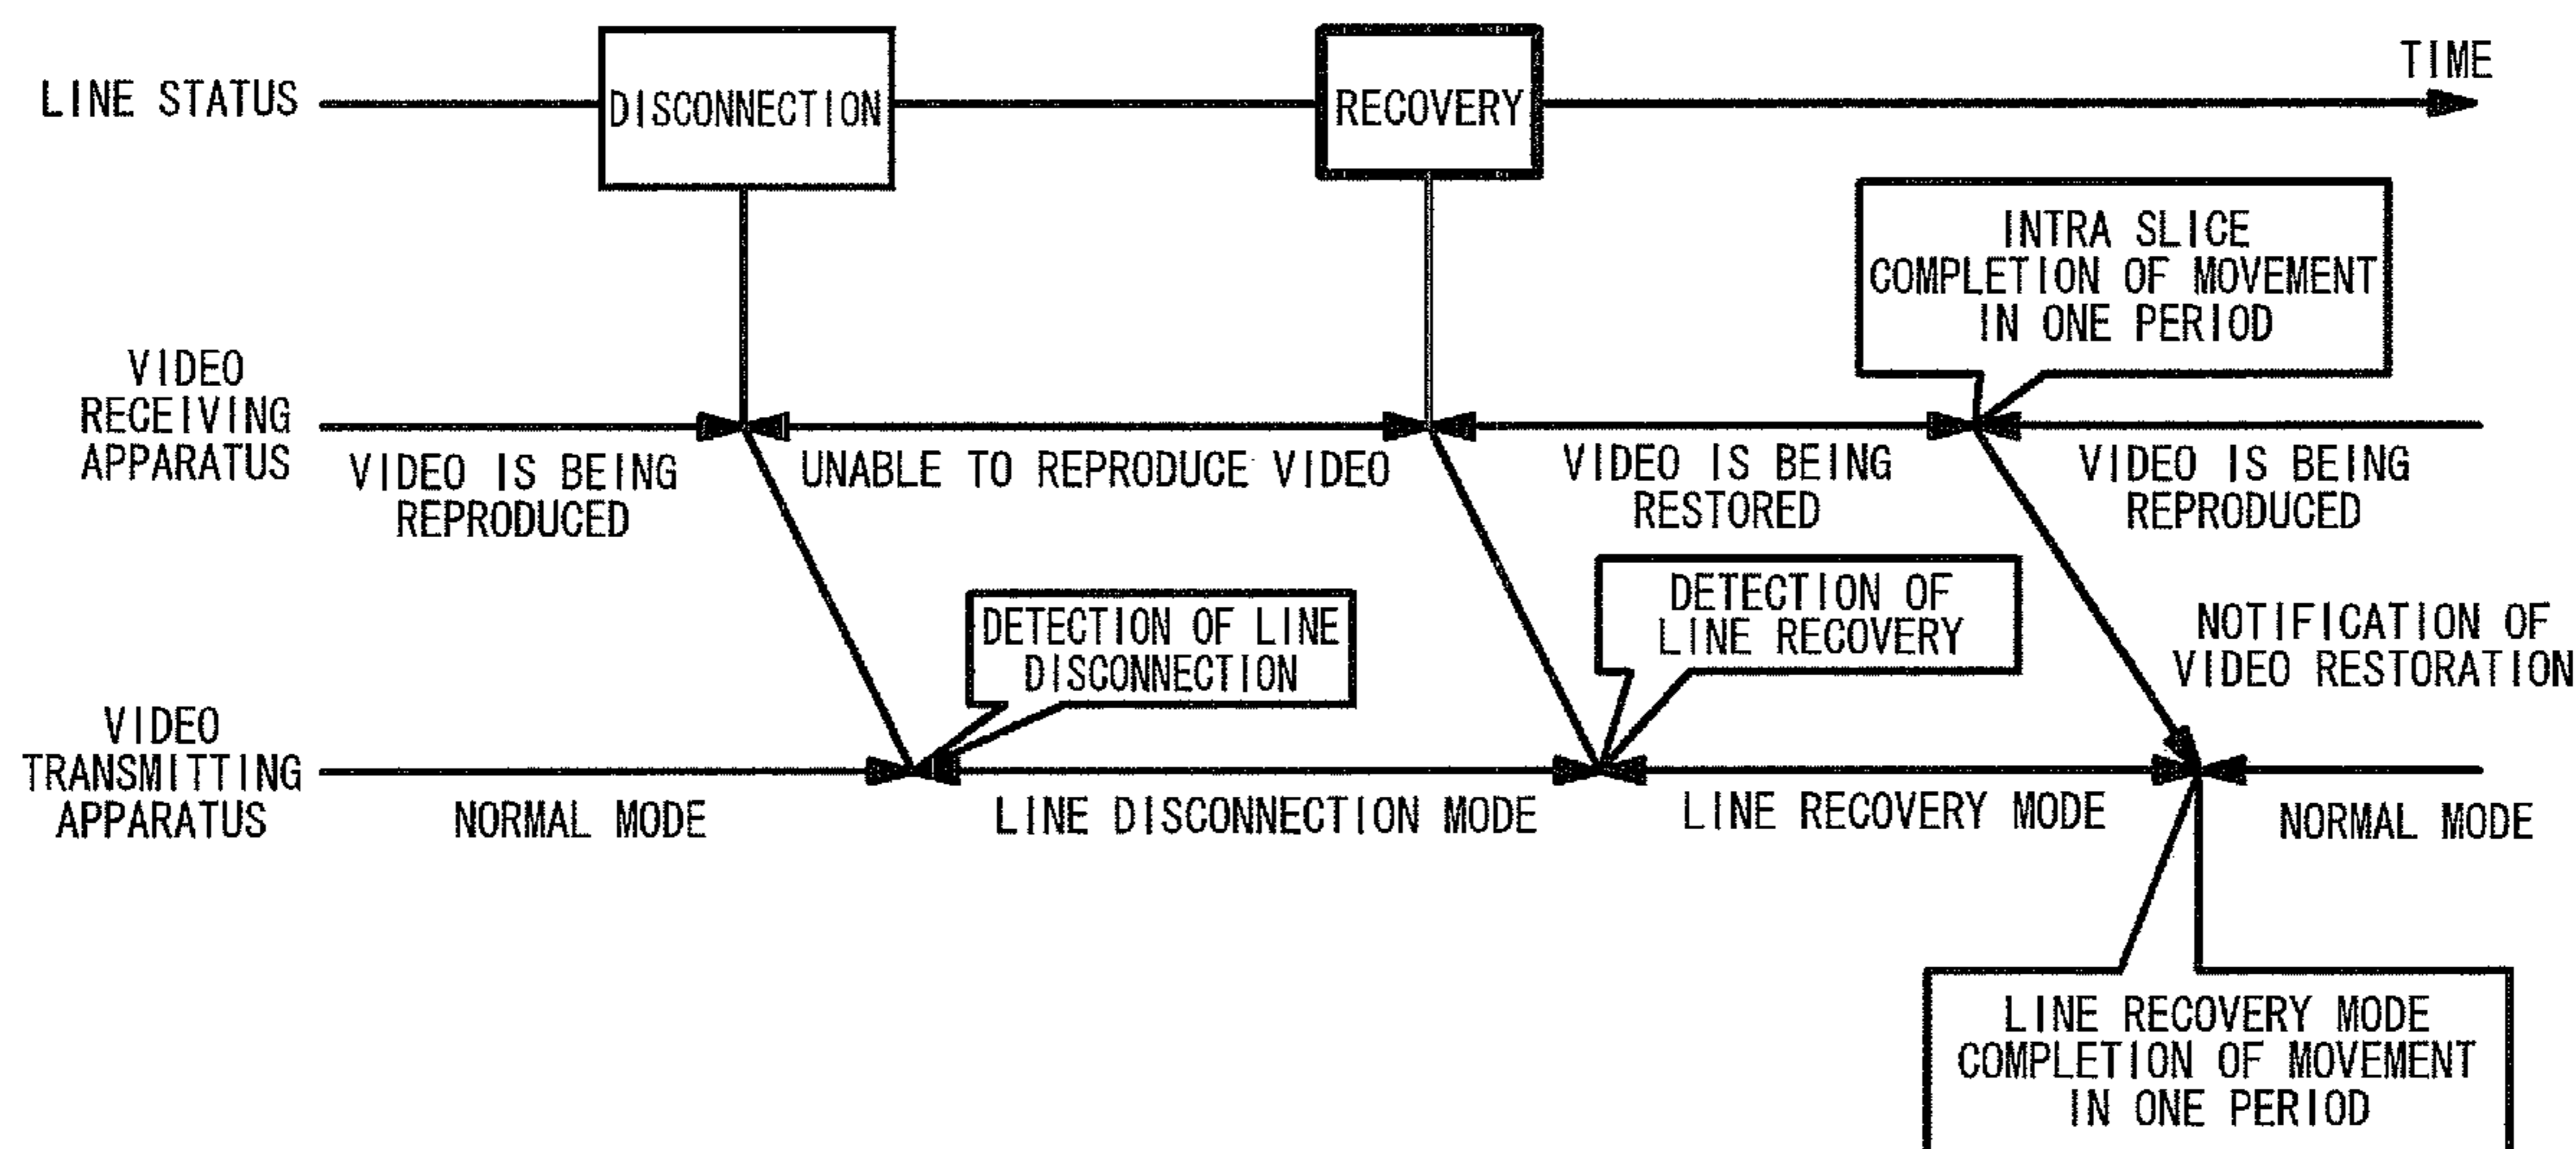 TIME
LINE STATUS
DISCONNECTION
RECOVERY
INTRA SLICE
COMPLETION OF MOVEMENT
IN ONE PERIOD
VIDEO
RECEIVING
APPARATUS
VIDEO IS BEING
REPRODUCED
UNABLE TO REPRODUCE VIDEO
VIDEO IS BEING
RESTORED
VIDEO IS BEING
REPRODUCED
DETECTION OF LINE
DISCONNECTION
DETECTION OF
LINE RECOVERY
NOTIFICATION OF
VIDEO RESTORATION
VIDEO
TRANSMITTING
APPARATUS
NORMAL MODE
LINE DISCONNECTION MODE
LINE RECOVERY MODE
NORMAL MODE
LINE RECOVERY MODE
COMPLETION OF MOVEMENT
IN ONE PERIOD